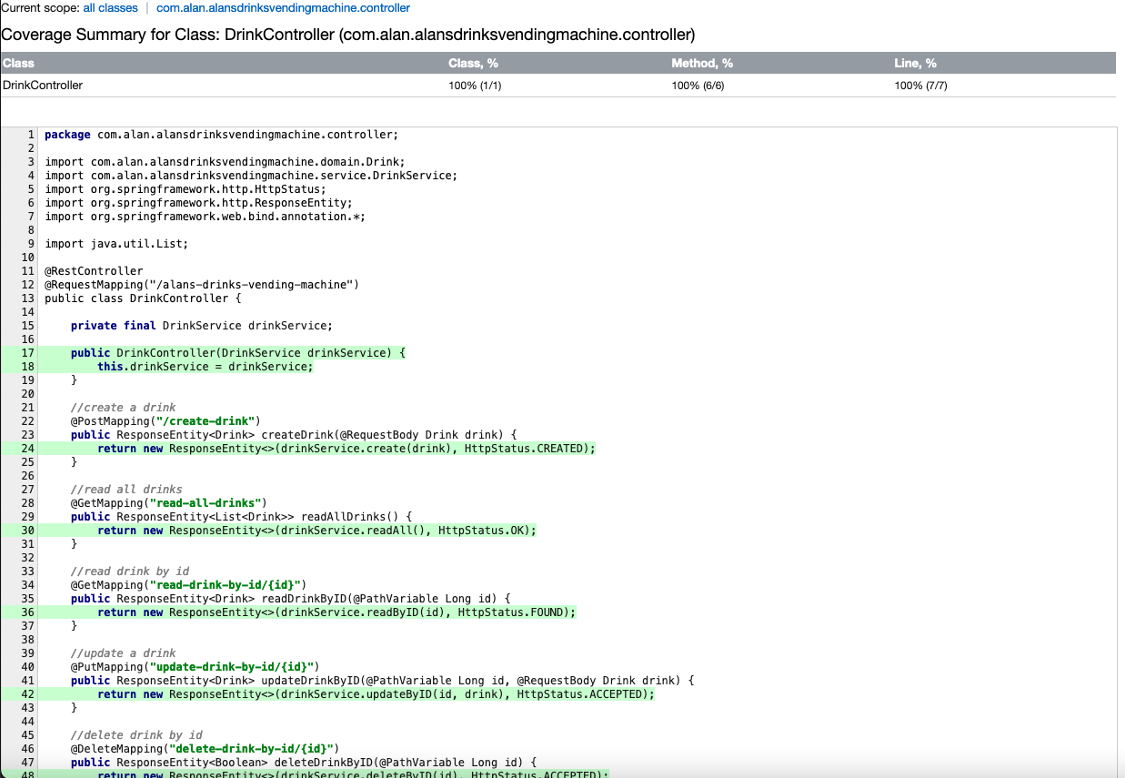 Current scope: all classes | com.alan.alansdrinksvendingmachine.controller
Coverage Summary for Class: DrinkController (com.alan.alansdrinksvendingmachine.controller)
Class Class, % Method, % Line, %
DrinkController 100% (1/1) 100% (6/6) 100% (7/7)
1 package com.alan.alansdrinksvendingmachine.controller;
2
3 import com.alan.alansdrinksvendingmachine.domain.Drink;
4 import com.alan.alansdrinksvendingmachine.service.DrinkService;
5 import org.springframework.http.HttpStatus;
6 import org.springframework.http.ResponseEntity;
7 import org.springframework.web.bind.annotation.*;
8
9 import java.util.List;
10
11 @RestController
12 @RequestMapping("/alans-drinks-vending-machine")
13 public class DrinkController {
14
15     private final DrinkService drinkService;
16
17     public DrinkController(DrinkService drinkService) {
18         this.drinkService = drinkService;
19     }
20
21     //create a drink
22     @PostMapping("/create-drink")
23     public ResponseEntity<Drink> createDrink(@RequestBody Drink drink) {
24         return new ResponseEntity<>(drinkService.create(drink), HttpStatus.CREATED);
25     }
26
27     //read all drinks
28     @GetMapping("read-all-drinks")
29     public ResponseEntity<List<Drink>> readAllDrinks() {
30         return new ResponseEntity<>(drinkService.readAll(), HttpStatus.OK);
31     }
32
33     //read drink by id
34     @GetMapping("read-drink-by-id/{id}")
35     public ResponseEntity<Drink> readDrinkByID(@PathVariable Long id) {
36         return new ResponseEntity<>(drinkService.readByID(id), HttpStatus.FOUND);
37     }
38
39     //update a drink
40     @PutMapping("update-drink-by-id/{id}")
41     public ResponseEntity<Drink> updateDrinkByID(@PathVariable Long id, @RequestBody Drink drink) {
42         return new ResponseEntity<>(drinkService.updateByID(id, drink), HttpStatus.ACCEPTED);
43     }
44
45     //delete drink by id
46     @DeleteMapping("delete-drink-by-id/{id}")
47     public ResponseEntity<Boolean> deleteDrinkByID(@PathVariable Long id) {
48         return new ResponseEntity<>(drinkService.deleteByID(id), HttpStatus.ACCEPTED);